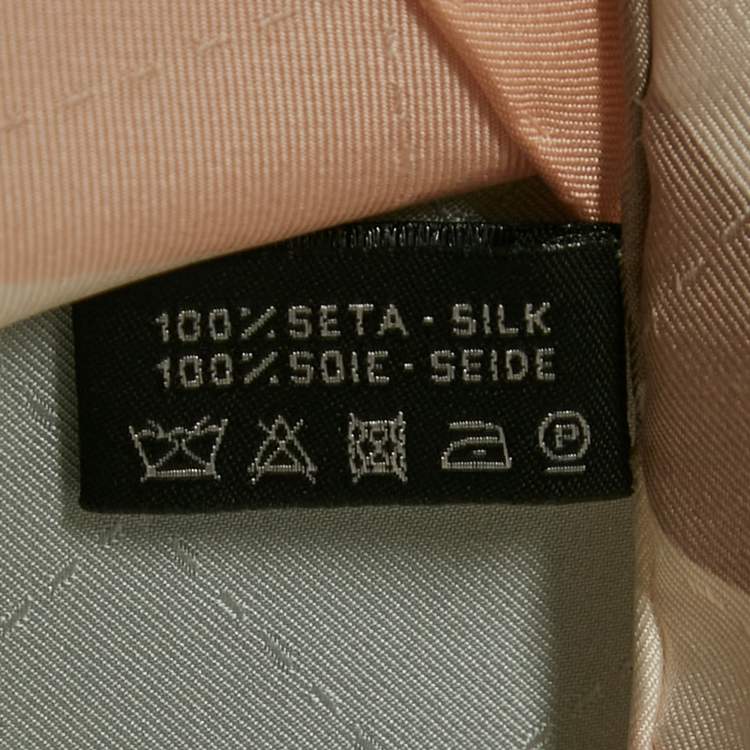 100%SETA · SILK
100%SOIE · SEIDE
P